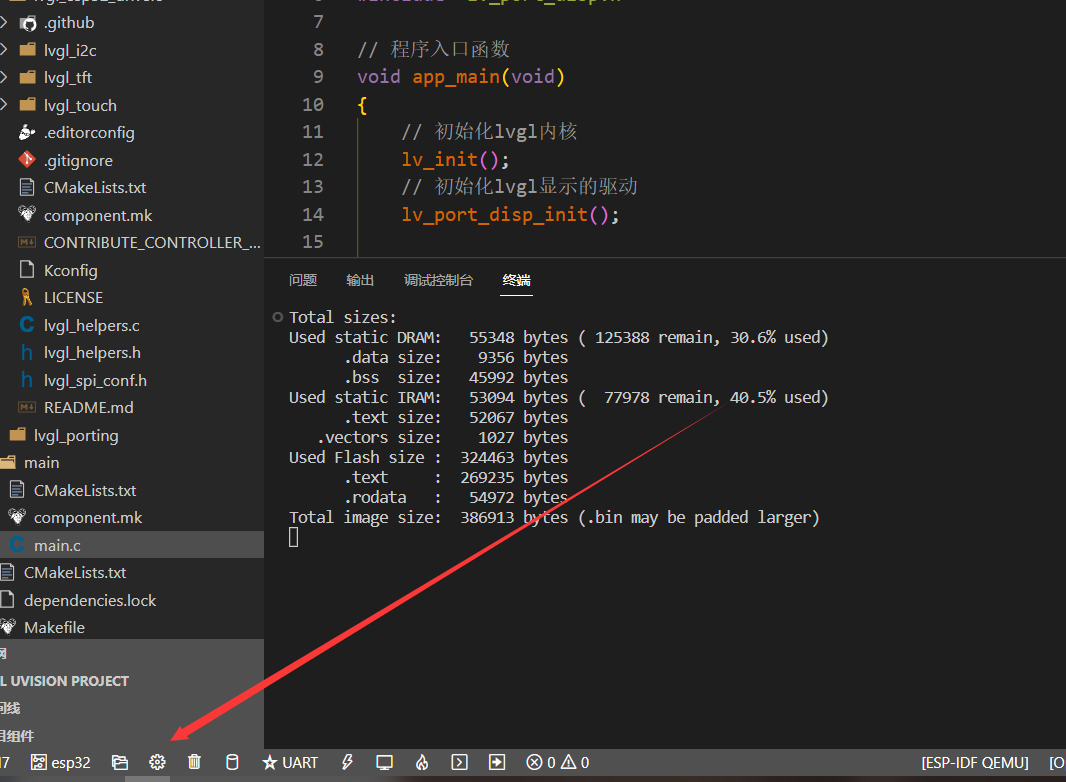 .github
lvgl_i2c
lvgl_tft
lvgl_touch
.editorconfig
.gitignore
CMakeLists.txt
component.mk
CONTRIBUTE_CONTROLLER_...
Kconfig
LICENSE
lvgl_helpers.c
lvgl_helpers.h
lvgl_spi_conf.h
README.md
lvgl_porting
main
CMakeLists.txt
component.mk
main.c
CMakeLists.txt
dependencies.lock
Makefile
L UVISION PROJECT
间线
目组件
7
8 // 程序入口函数
9 void app_main(void)
10 {
11 // 初始化lvgl内核
12 lv_init();
13 // 初始化lvgl显示的驱动
14 lv_port_disp_init();
15
问题 输出 调试控制台 终端
Total sizes:
Used static DRAM: 55348 bytes ( 125388 remain, 30.6% used)
.data size: 9356 bytes
.bss size: 45992 bytes
Used static IRAM: 53094 bytes ( 77978 remain, 40.5% used)
.text size: 52067 bytes
.vectors size: 1027 bytes
Used Flash size : 324463 bytes
.text : 269235 bytes
.rodata : 54972 bytes
Total image size: 386913 bytes (.bin may be padded larger)
7 esp32 UART 0 0 [ESP-IDF QEMU] [O